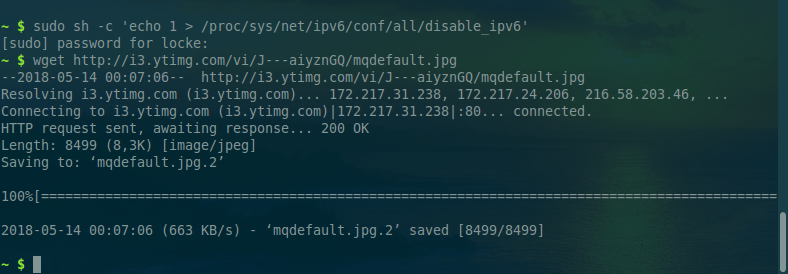 ~ $ sudo sh -c 'echo 1 > /proc/sys/net/ipv6/conf/all/disable_ipv6'
[sudo] password for locke:
~ $ wget http://i3.ytimg.com/vi/J---aiyznGQ/mqdefault.jpg
--2018-05-14 00:07:06--  http://i3.ytimg.com/vi/J---aiyznGQ/mqdefault.jpg
Resolving i3.ytimg.com (i3.ytimg.com)... 172.217.31.238, 172.217.24.206, 216.58.203.46, ...
Connecting to i3.ytimg.com (i3.ytimg.com)|172.217.31.238|:80... connected.
HTTP request sent, awaiting response... 200 OK
Length: 8499 (8,3K) [image/jpeg]
Saving to: ‘mqdefault.jpg.2’
100%[============================================================================================
2018-05-14 00:07:06 (663 KB/s) - ‘mqdefault.jpg.2’ saved [8499/8499]
~ $